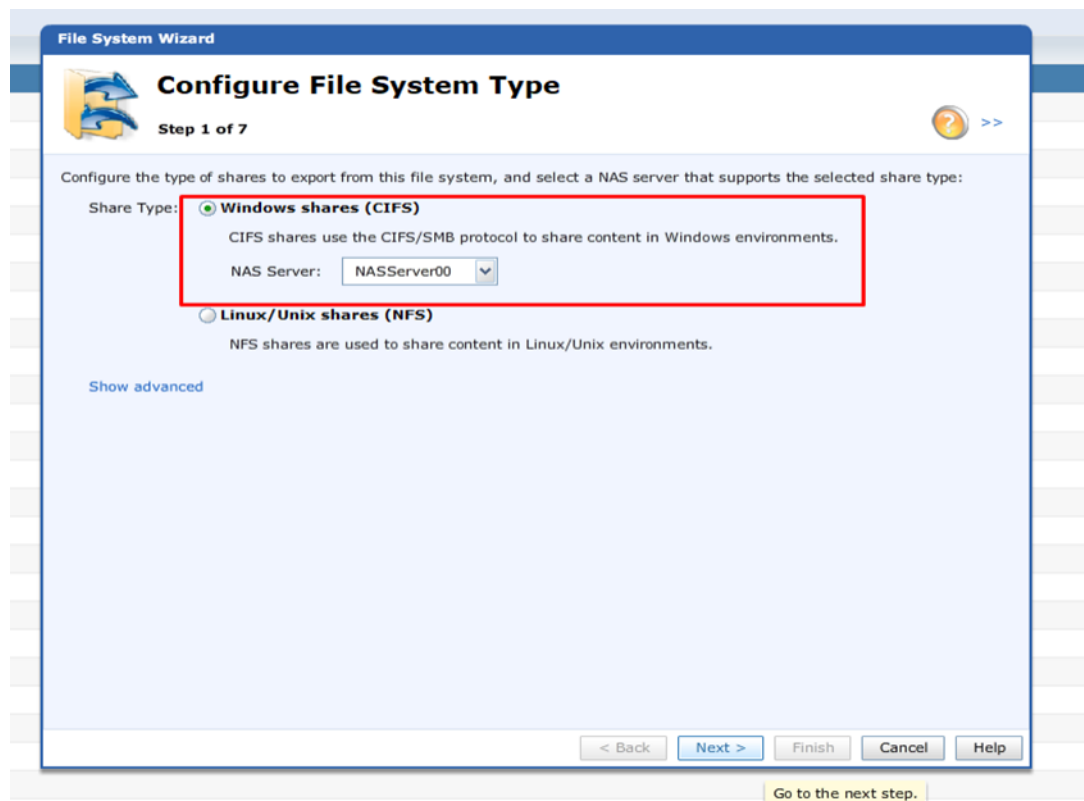 File System Wizard
Configure File System Type
Step 1 of 7
? >>
Configure the type of shares to export from this file system, and select a NAS server that supports the selected share type:
Share Type: Windows shares (CIFS)
CIFS shares use the CIFS/SMB protocol to share content in Windows environments.
NAS Server: NASServer00
Linux/Unix shares (NFS)
NFS shares are used to share content in Linux/Unix environments.
Show advanced
< Back Next > Finish Cancel Help
Go to the next step.